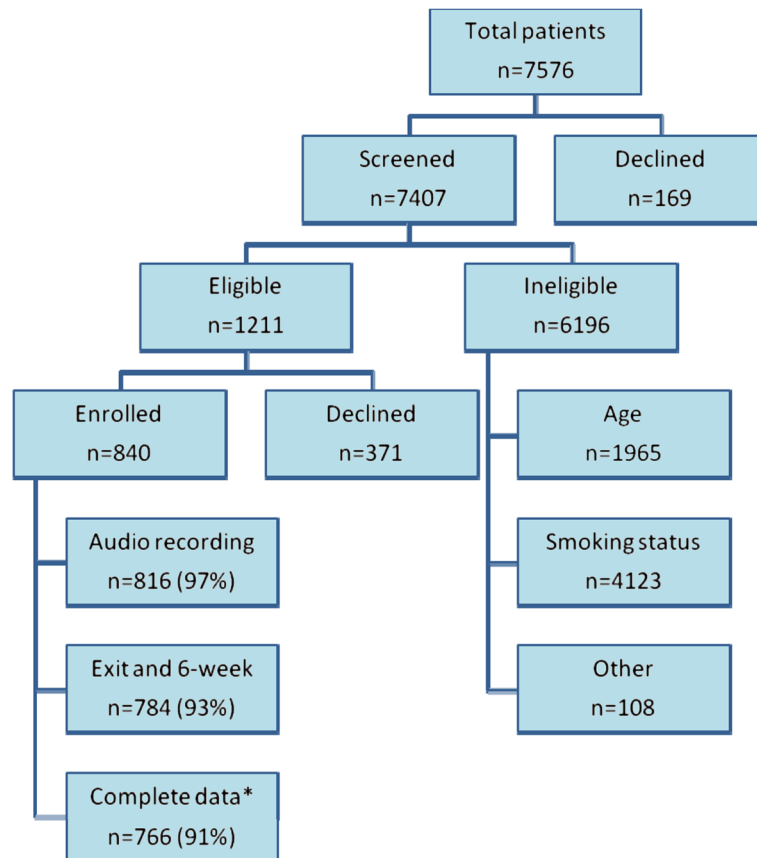 Total patients
n=7576
Screened
n=7407
Declined
n=169
Eligible
n=1211
Ineligible
n=6196
Enrolled
n=840
Declined
n=371
Age
n=1965
Audio recording
n=816 (97%)
Smoking status
n=4123
Exit and 6-week
n=784 (93%)
Other
n=108
Complete data*
n=766 (91%)